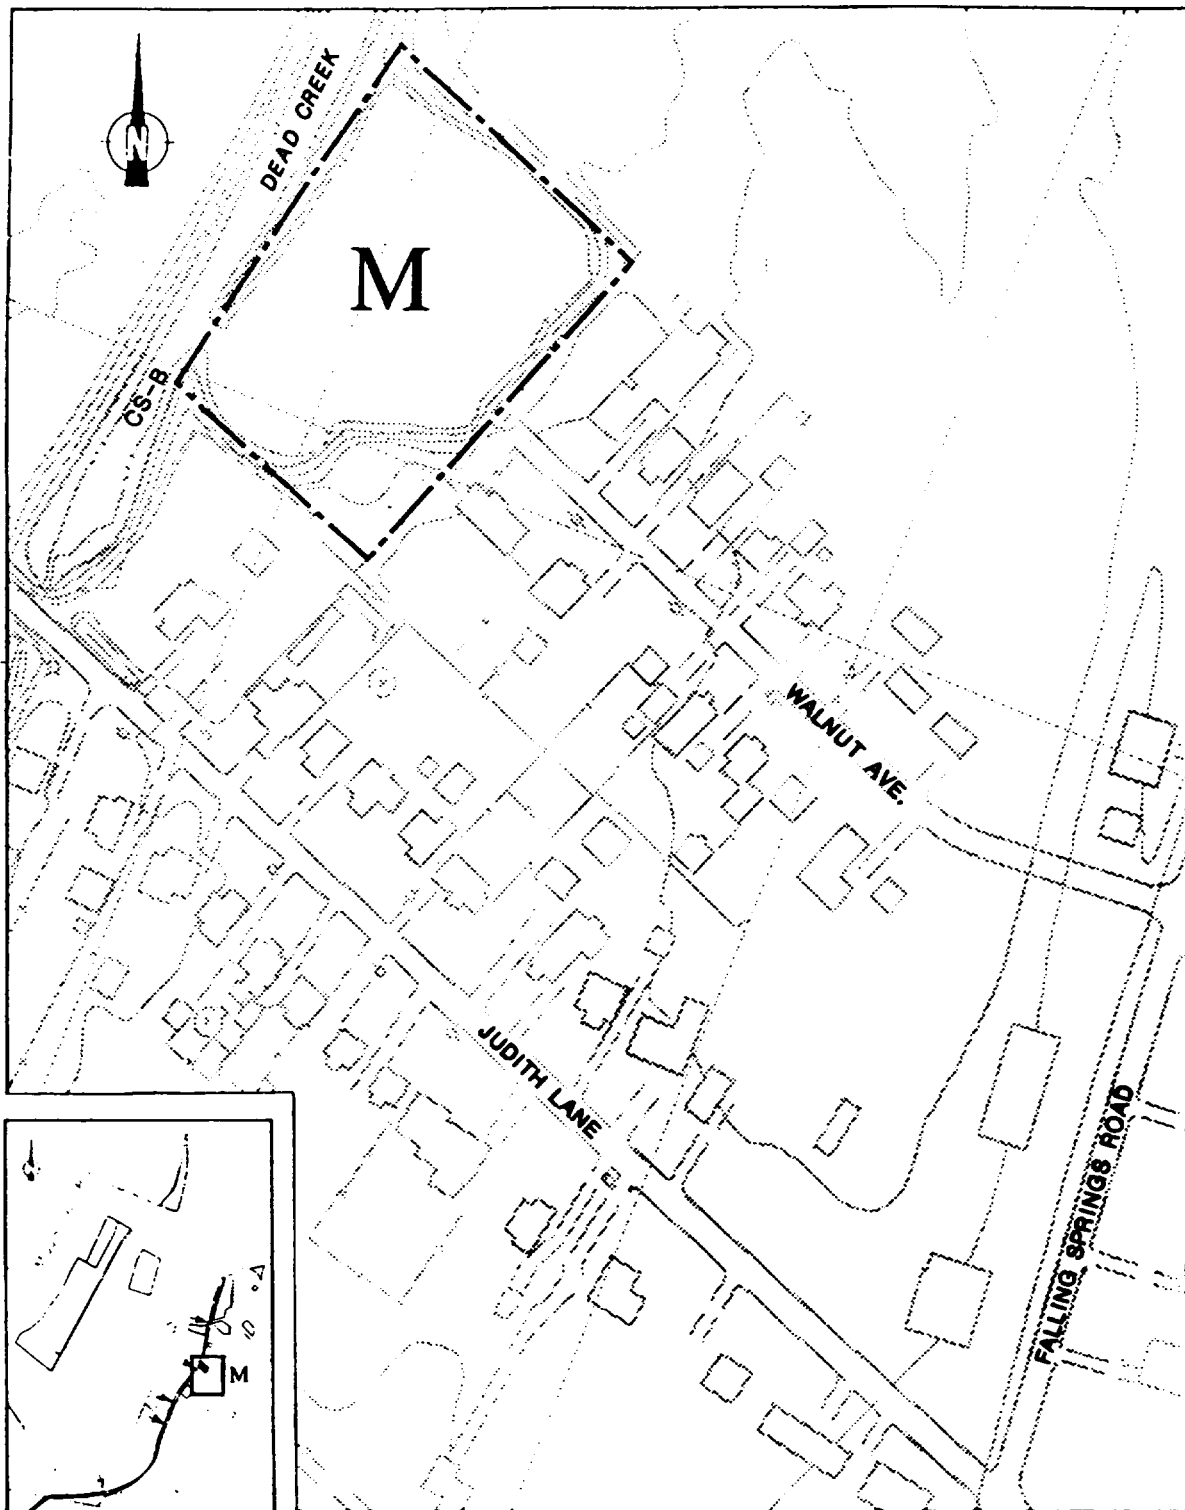 N
DEAD CREEK
M
CS-B
WALNUT AVE.
JUDITH LANE
FALLING SPRINGS ROAD
M